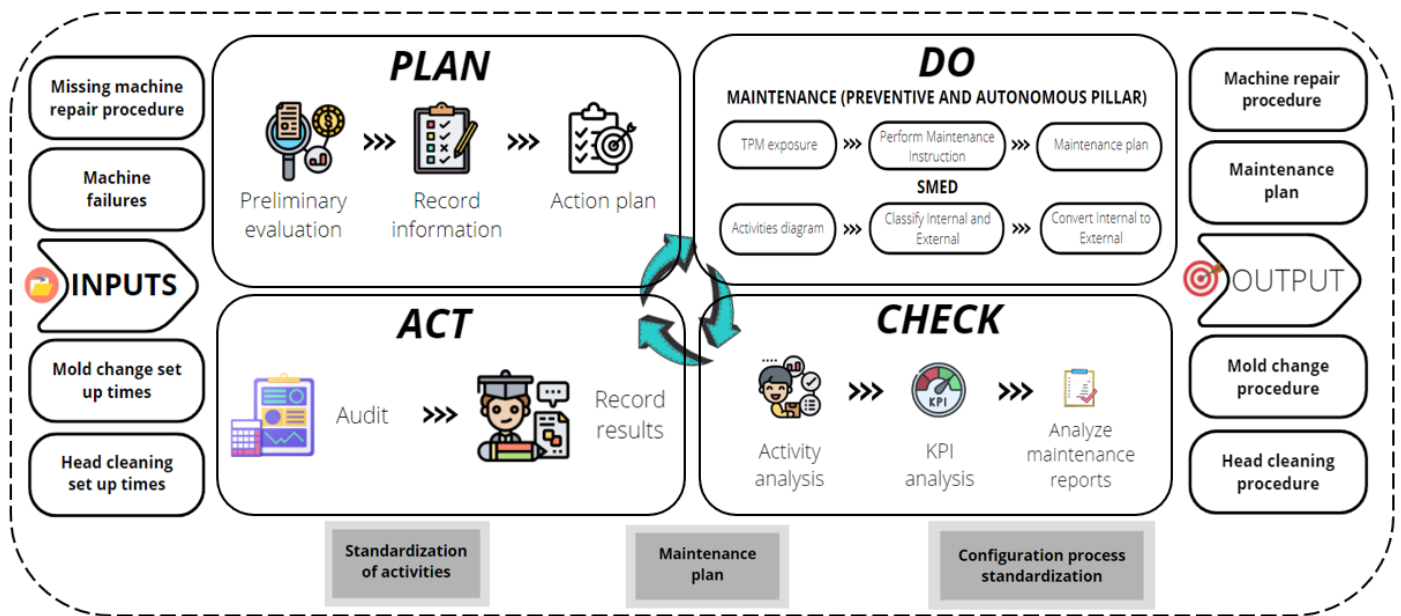 Missing machine
repair procedure
Machine
failures
INPUTS
Mold change set
up times
Head cleaning
set up times
PLAN
Preliminary
evaluation
Record
information
Action plan
DO
MAINTENANCE (PREVENTIVE AND AUTONOMOUS PILLAR)
TPM exposure
Perform Maintenance
Instruction
Maintenance plan
SMED
Activities diagram
Classify Internal and
External
Convert Internal to
External
ACT
Audit
Record
results
CHECK
Activity
analysis
KPI
KPI
analysis
Analyze
maintenance
reports
Machine repair
procedure
Maintenance
plan
OUTPUT
Mold change
procedure
Head cleaning
procedure
Standardization
of activities
Maintenance
plan
Configuration process
standardization